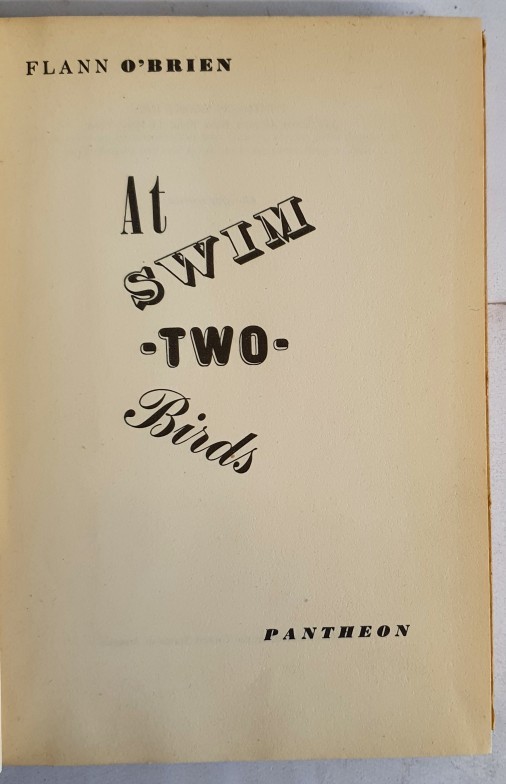 FLANN O'BRIEN
At
SWIM
-TWO-
Birds
PANTHEON